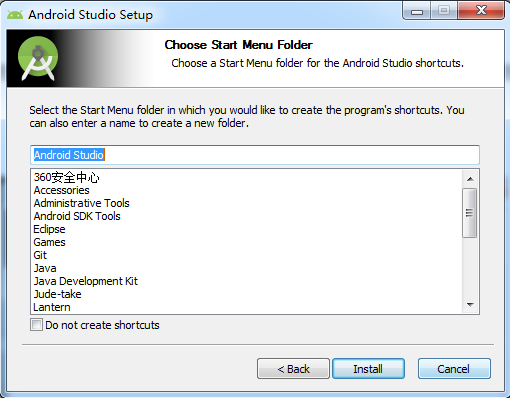 Android Studio Setup
Choose Start Menu Folder
Choose a Start Menu folder for the Android Studio shortcuts.
Select the Start Menu folder in which you would like to create the program's shortcuts. You
can also enter a name to create a new folder.
Android Studio
360安全中心
Accessories
Administrative Tools
Android SDK Tools
Eclipse
Games
Git
Java
Java Development Kit
Jude-take
Lantern
Do not create shortcuts
< Back
Install
Cancel